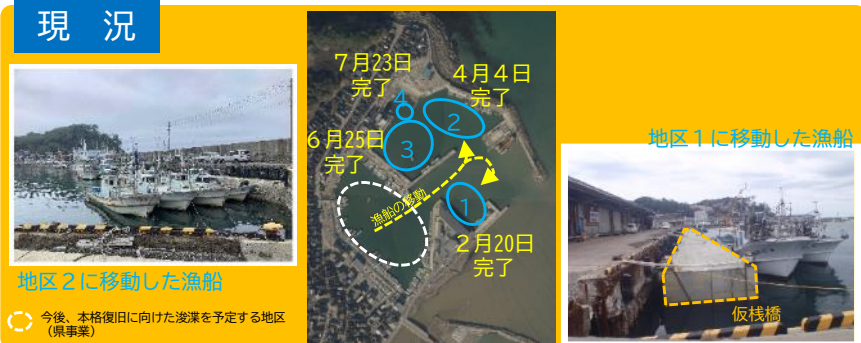 現　況
７月23日
完了
４月４日
完了
4
2
６月25日
完了
3
漁船の移動
1
２月20日
完了
地区２に移動した漁船
今後、本格復旧に向けた浚渫を予定する地区
（県事業）
地区１に移動した漁船
仮桟橋